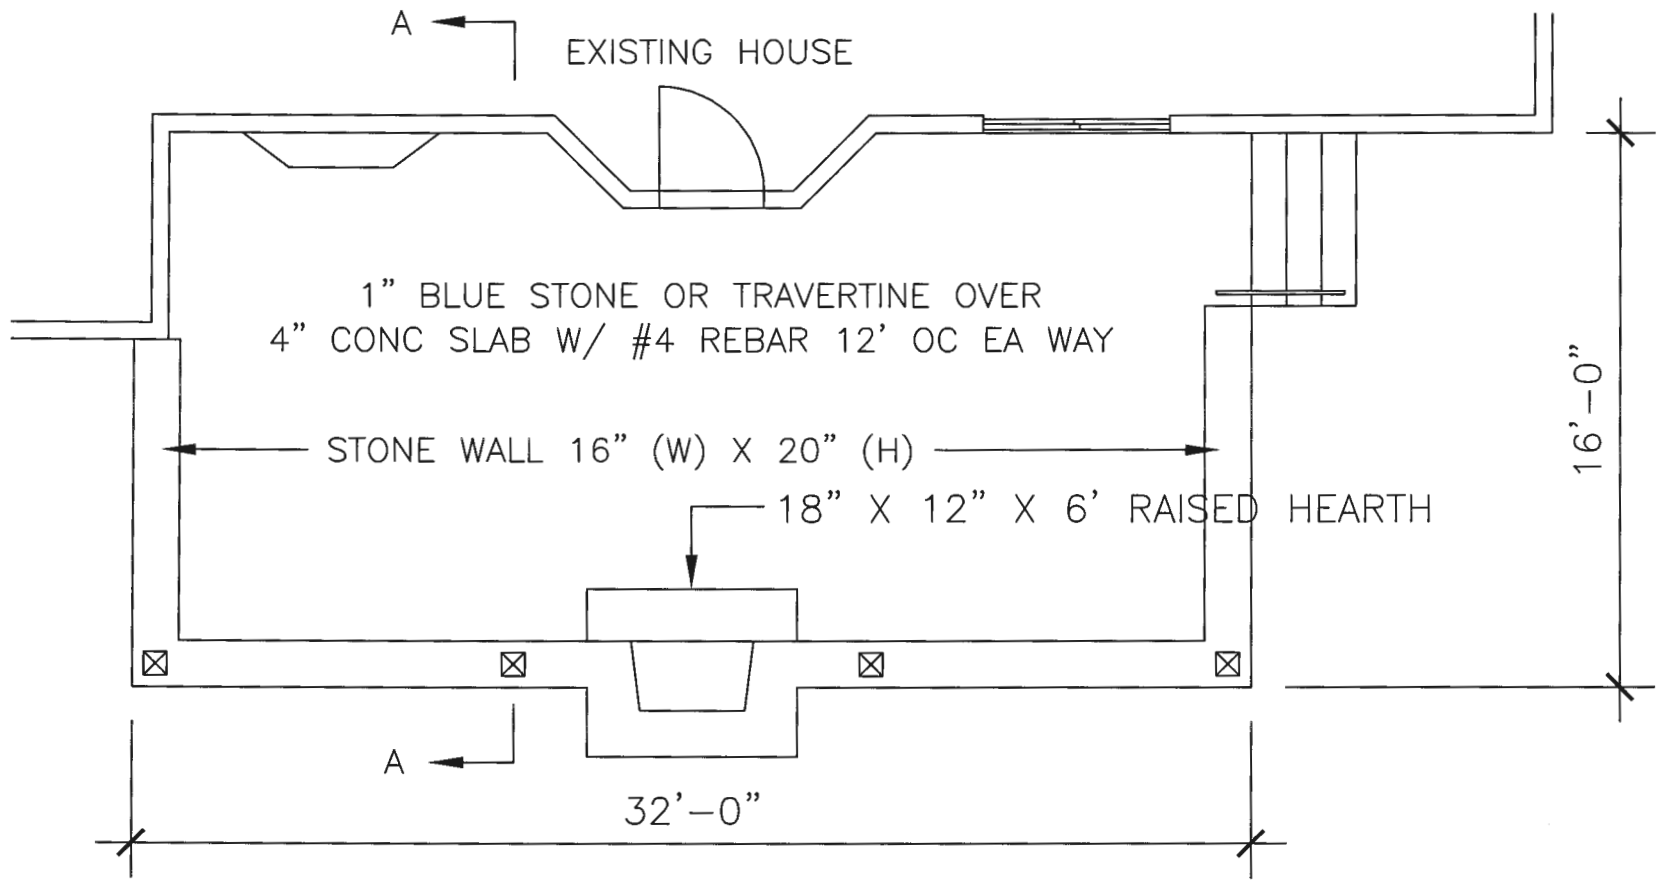 A
EXISTING HOUSE
1” BLUE STONE OR TRAVERTINE OVER
4” CONC SLAB W/ #4 REBAR 12’ OC EA WAY
16’-0”
STONE WALL 16” (W) X 20” (H)
18” X 12” X 6’ RAISED HEARTH
A
32’-0”